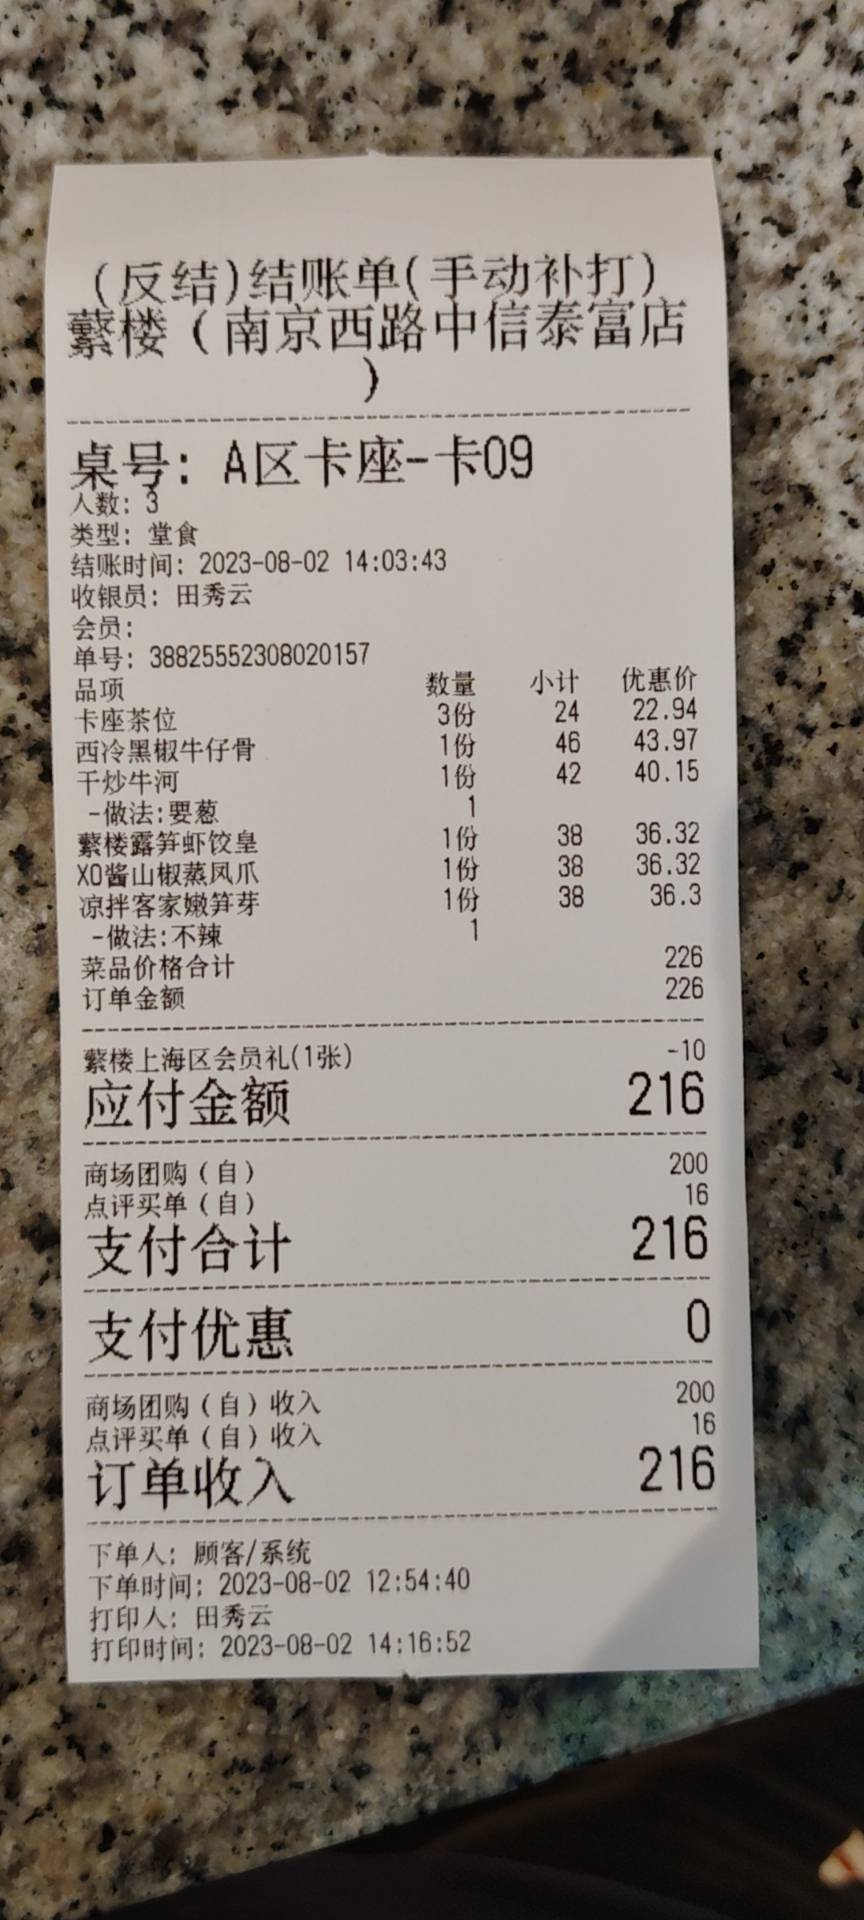 (反结)结账单(手动补打)
蘩楼（南京西路中信泰富店
）
桌号: A区卡座-卡09
人数: 3
类型: 堂食
结账时间: 2023-08-02 14:03:43
收银员: 田秀云
会员:
单号: 388255552308020157
品项 数量 小计 优惠价
卡座茶位 3份 24 22.94
西冷黑椒牛仔骨 1份 46 43.97
干炒牛河 1份 42 40.15
-做法:要葱 1
蘩楼露笋虾饺皇 1份 38 36.32
XO酱山椒蒸凤爪 1份 38 36.32
凉拌客家嫩笋芽 1份 38 36.3
-做法:不辣 1
菜品价格合计 226
订单金额 226
蘩楼上海区会员礼(1张) -10
应付金额 216
商场团购（自） 200
点评买单（自） 16
支付合计 216
支付优惠 0
商场团购（自）收入 200
点评买单（自）收入 16
订单收入 216
下单人: 顾客/系统
下单时间: 2023-08-02 12:54:40
打印人: 田秀云
打印时间: 2023-08-02 14:16:52